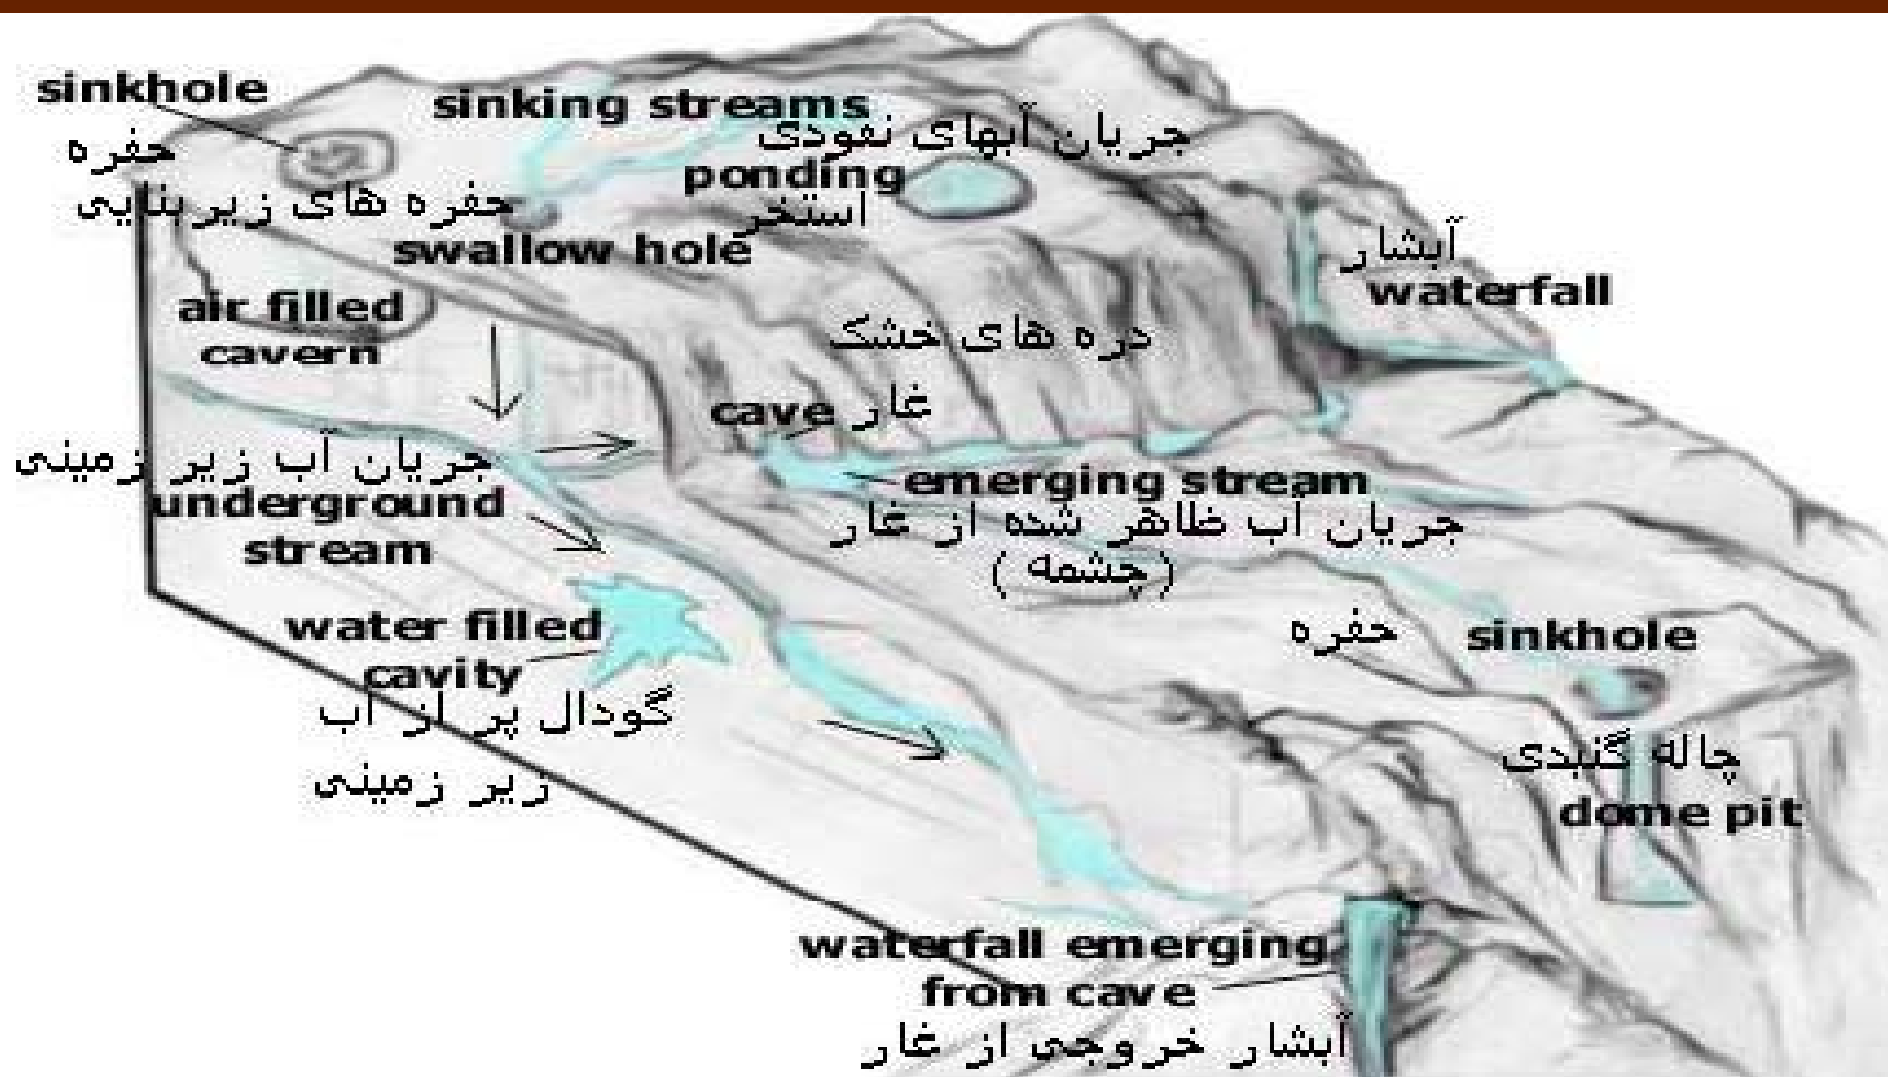 sinkhole
حفره
sinking streams
جریان آبهای نفوذی
ponding
استخر
حفره های زیربنایی
swallow hole
آبشار
waterfall
air filled
cavern
دره های خشک
cave غار
جریان آب زیر زمینی
underground
stream
emerging stream
جریان آب ظاهر شده از غار
(چشمه)
water filled
cavity
گودال پر از آب
زیر زمینی
حفره
sinkhole
چاله گنبدی
dome pit
waterfall emerging
from cave
آبشار خروجی از غار